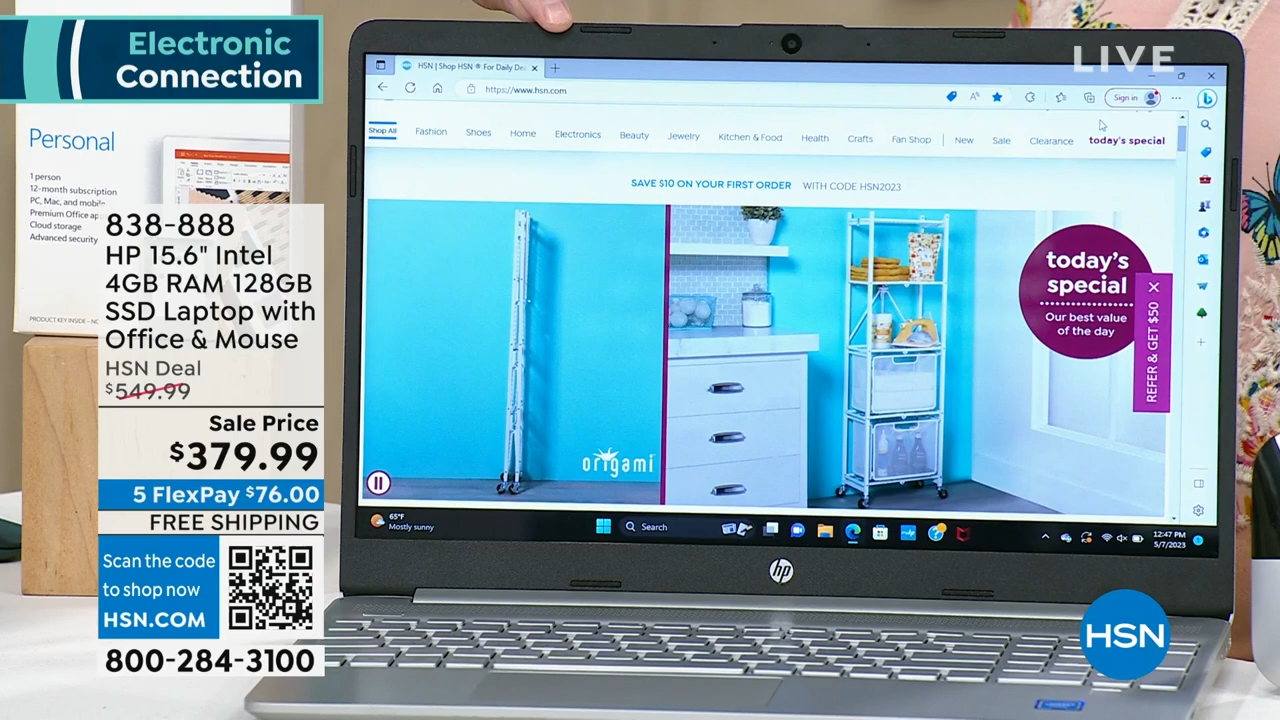 Electronic
Connection
LIVE
Personal
1 person
12-month subscription
PC, Mac, and mobile
Premium Office ap
Cloud storage
Advanced security
PRODUCT KEY INSIDE - NO
838-888
HP 15.6" Intel
4GB RAM 128GB
SSD Laptop with
Office & Mouse
HSN Deal
$549.99
Sale Price
$379.99
5 FlexPay $76.00
FREE SHIPPING
Scan the code
to shop now
HSN.COM
800-284-3100
HSN | Shop HSN ® For Daily De
https://www.hsn.com
Sign in
Shop All Fashion Shoes Home Electronics Beauty Jewelry Kitchen & Food Health Crafts Fan Shop New Sale Clearance today's special
SAVE $10 ON YOUR FIRST ORDER WITH CODE HSN2023
origami
today's
special
Our best value
of the day
REFER & GET $50
65°F
Mostly sunny
Search
12:47 PM
5/7/2023
hp
HSN